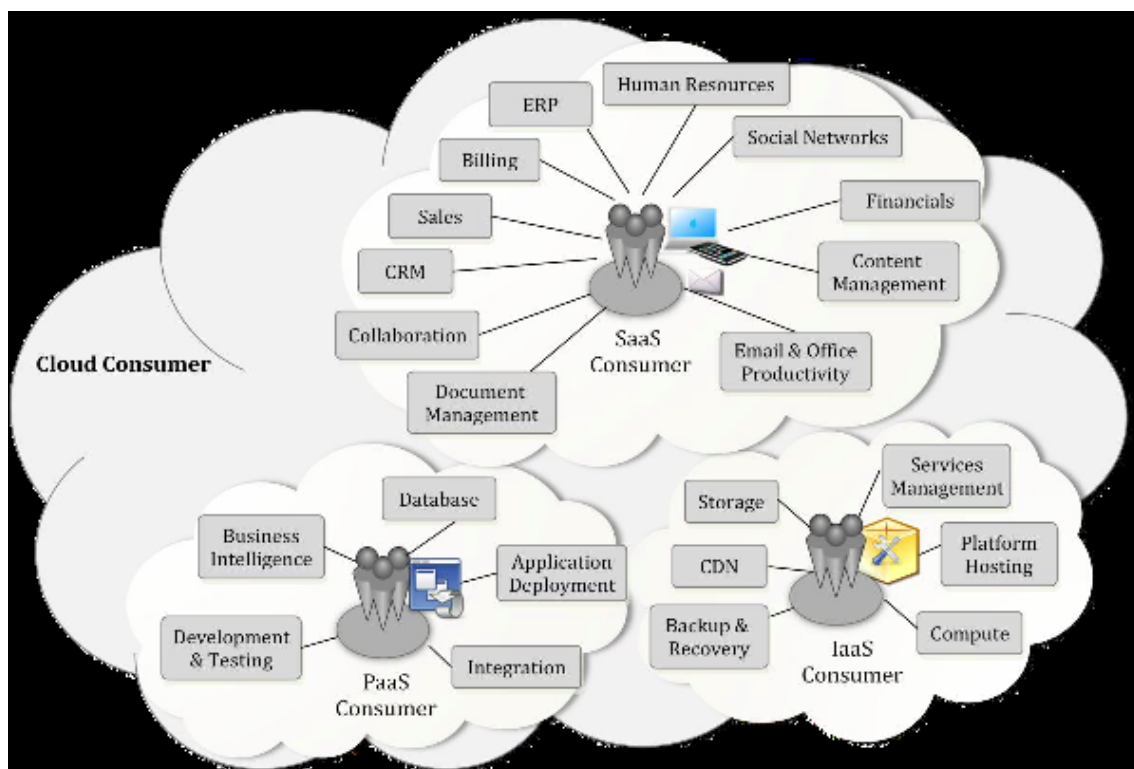 Human Resources
ERP
Social Networks
Billing
Financials
Sales
Content
Management
CRM
Collaboration
SaaS
Consumer
Email & Office
Productivity
Cloud Consumer
Document
Management
Services
Management
Database
Storage
Business
Intelligence
Platform
Hosting
Application
Deployment
CDN
Development
& Testing
Backup &
Recovery
Compute
Integration
IaaS
Consumer
PaaS
Consumer